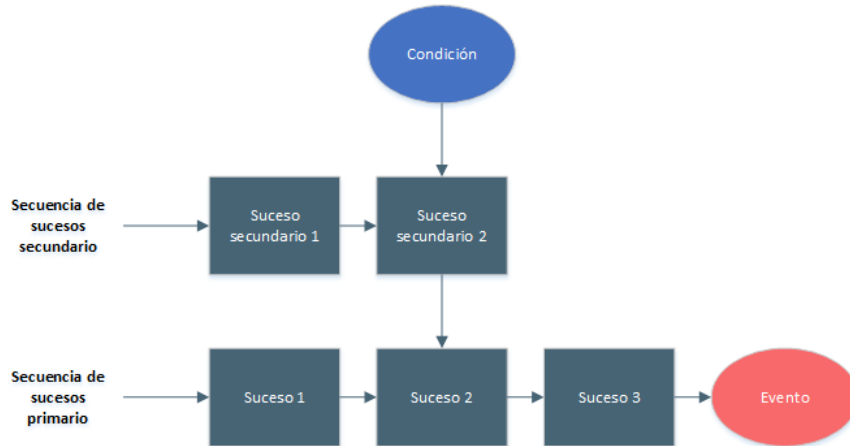 Condición
Secuencia de
sucesos
secundario
Suceso
secundario 1
Suceso
secundario 2
Secuencia de
sucesos
primario
Suceso 1
Suceso 2
Suceso 3
Evento